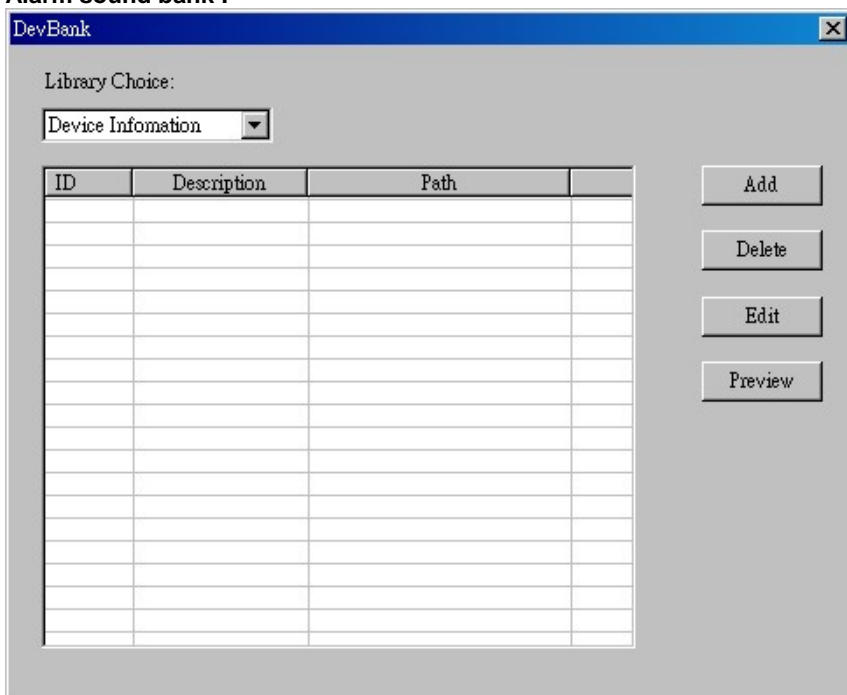 Alarm sound bank :
DevBank
Library Choice:
Device Infomation
ID Description Path
Add
Delete
Edit
Preview